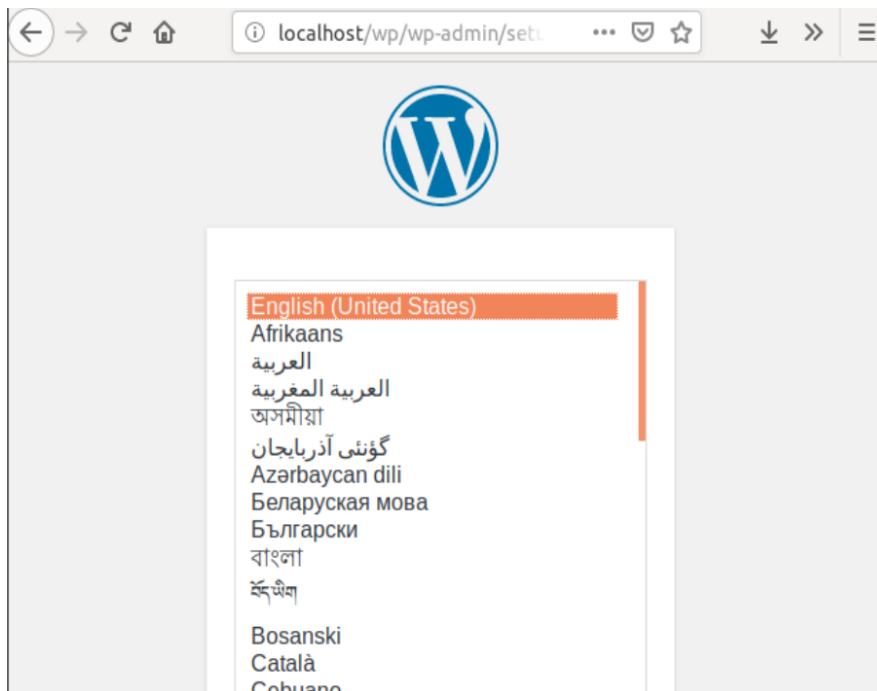 localhost/wp/wp-admin/setu
English (United States)
Afrikaans
العربية
العربية المغربية
অসমীয়া
گؤنئی آذربایجان
Azərbaycan dili
Беларуская мова
Български
বাংলা
བོད་ཡིག
Bosanski
Català
Cebuano